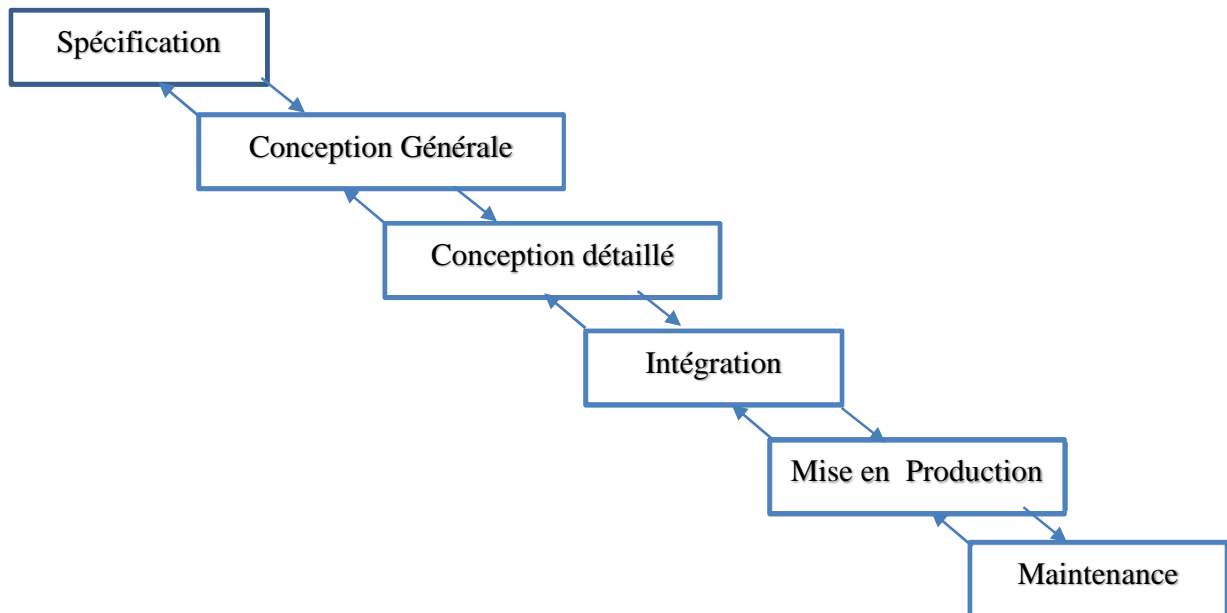 Spécification
Conception Générale
Conception détaillé
Intégration
Mise en  Production
Maintenance